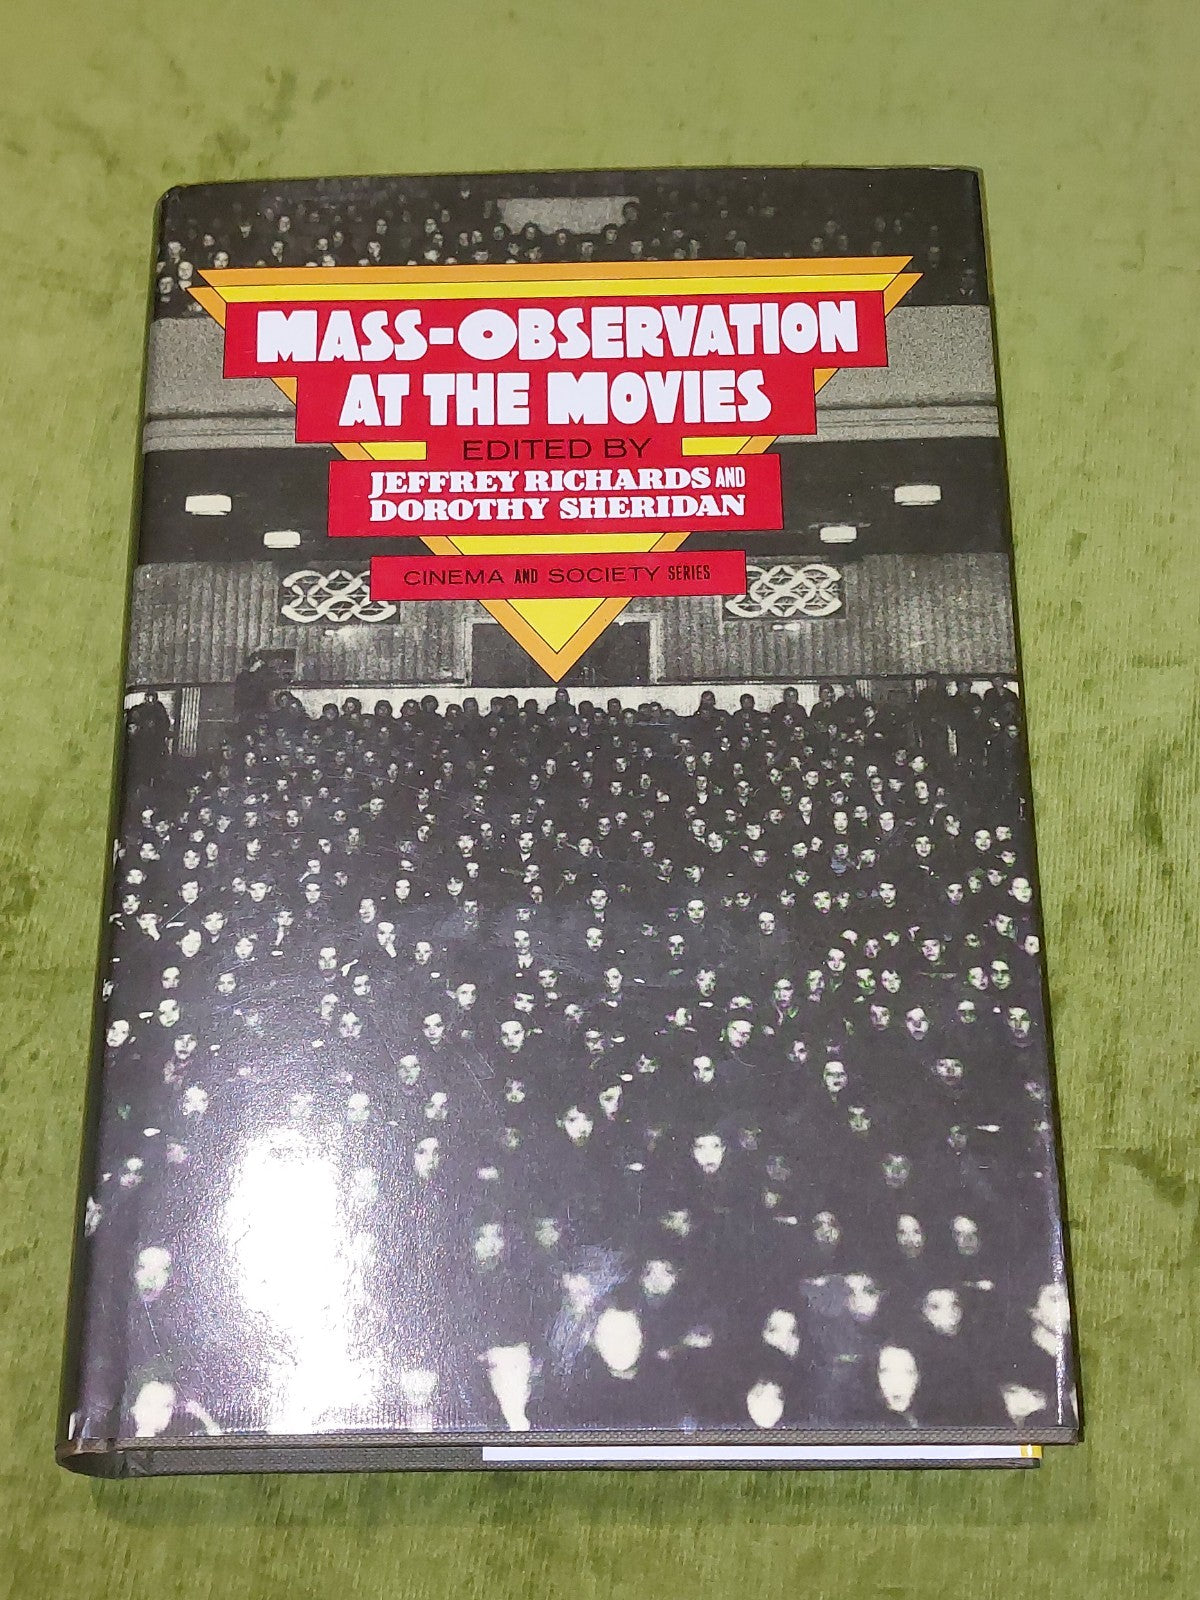 MASS-OBSERVATION
AT THE MOVIES
EDITED BY
JEFFREY RICHARDS AND
DOROTHY SHERIDAN
CINEMA AND SOCIETY SERIES